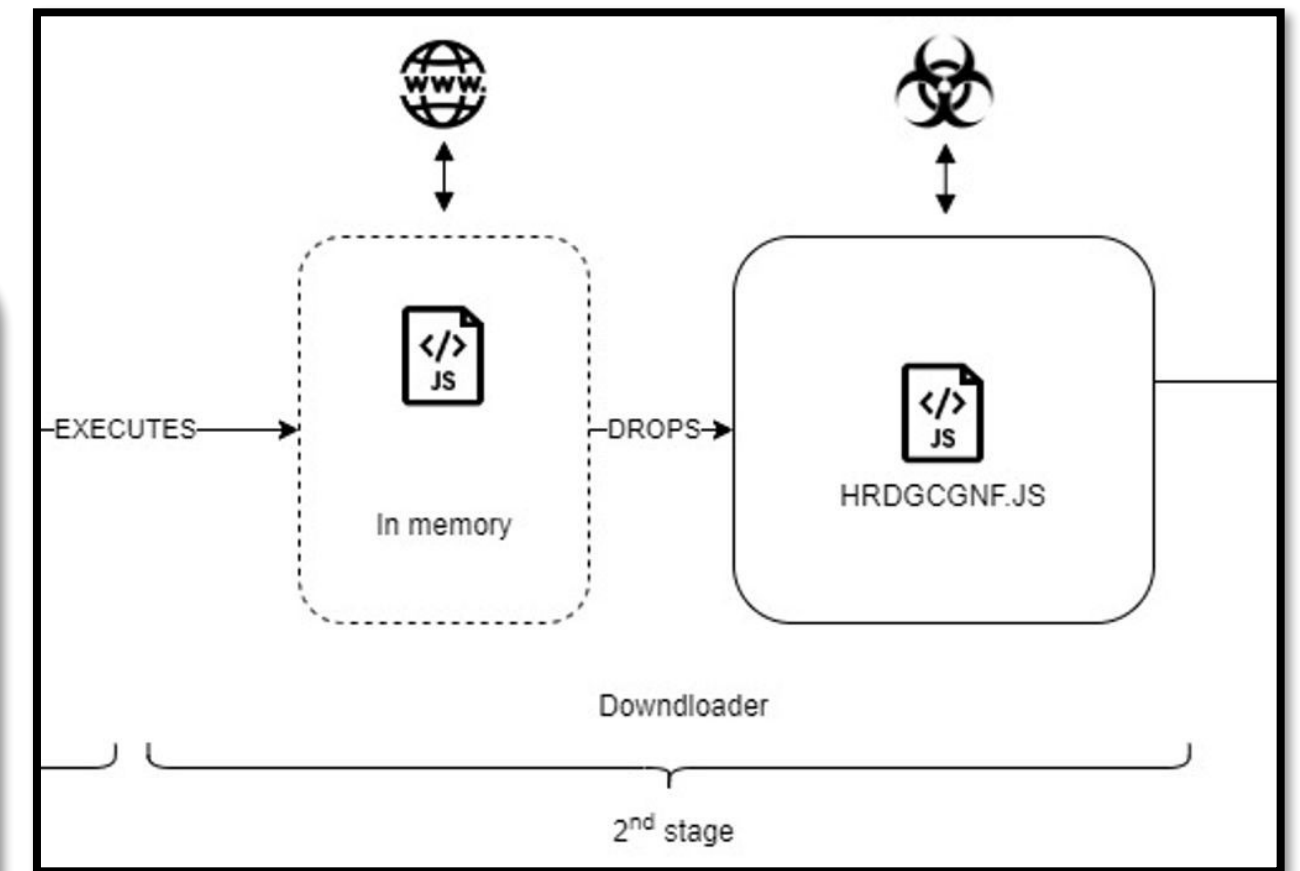 www.
</>
JS
</>
JS
EXECUTES
DROPS
HRDGCGNF.JS
In memory
Downdloader
2nd stage